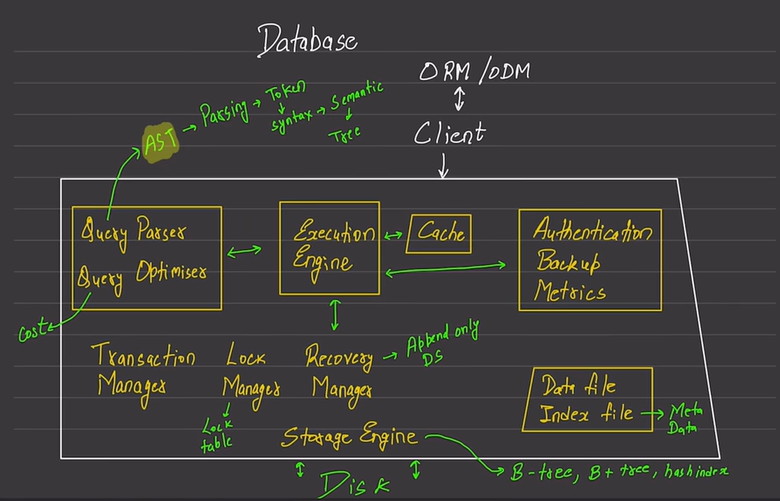 Database
ORM/ODM
Client
AST
Parsing
Token
syntax
Semantic
Tree
Query Parser
Query Optimiser
cost
Execution
Engine
Cache
Authentication
Backup
Metrics
Transaction
Manager
Lock
Manager
Lock
table
Recovery
Manager
Append only
DS
Data file
Index file
Meta
Data
Storage Engine
B-tree, B+ tree, hash index
Disk